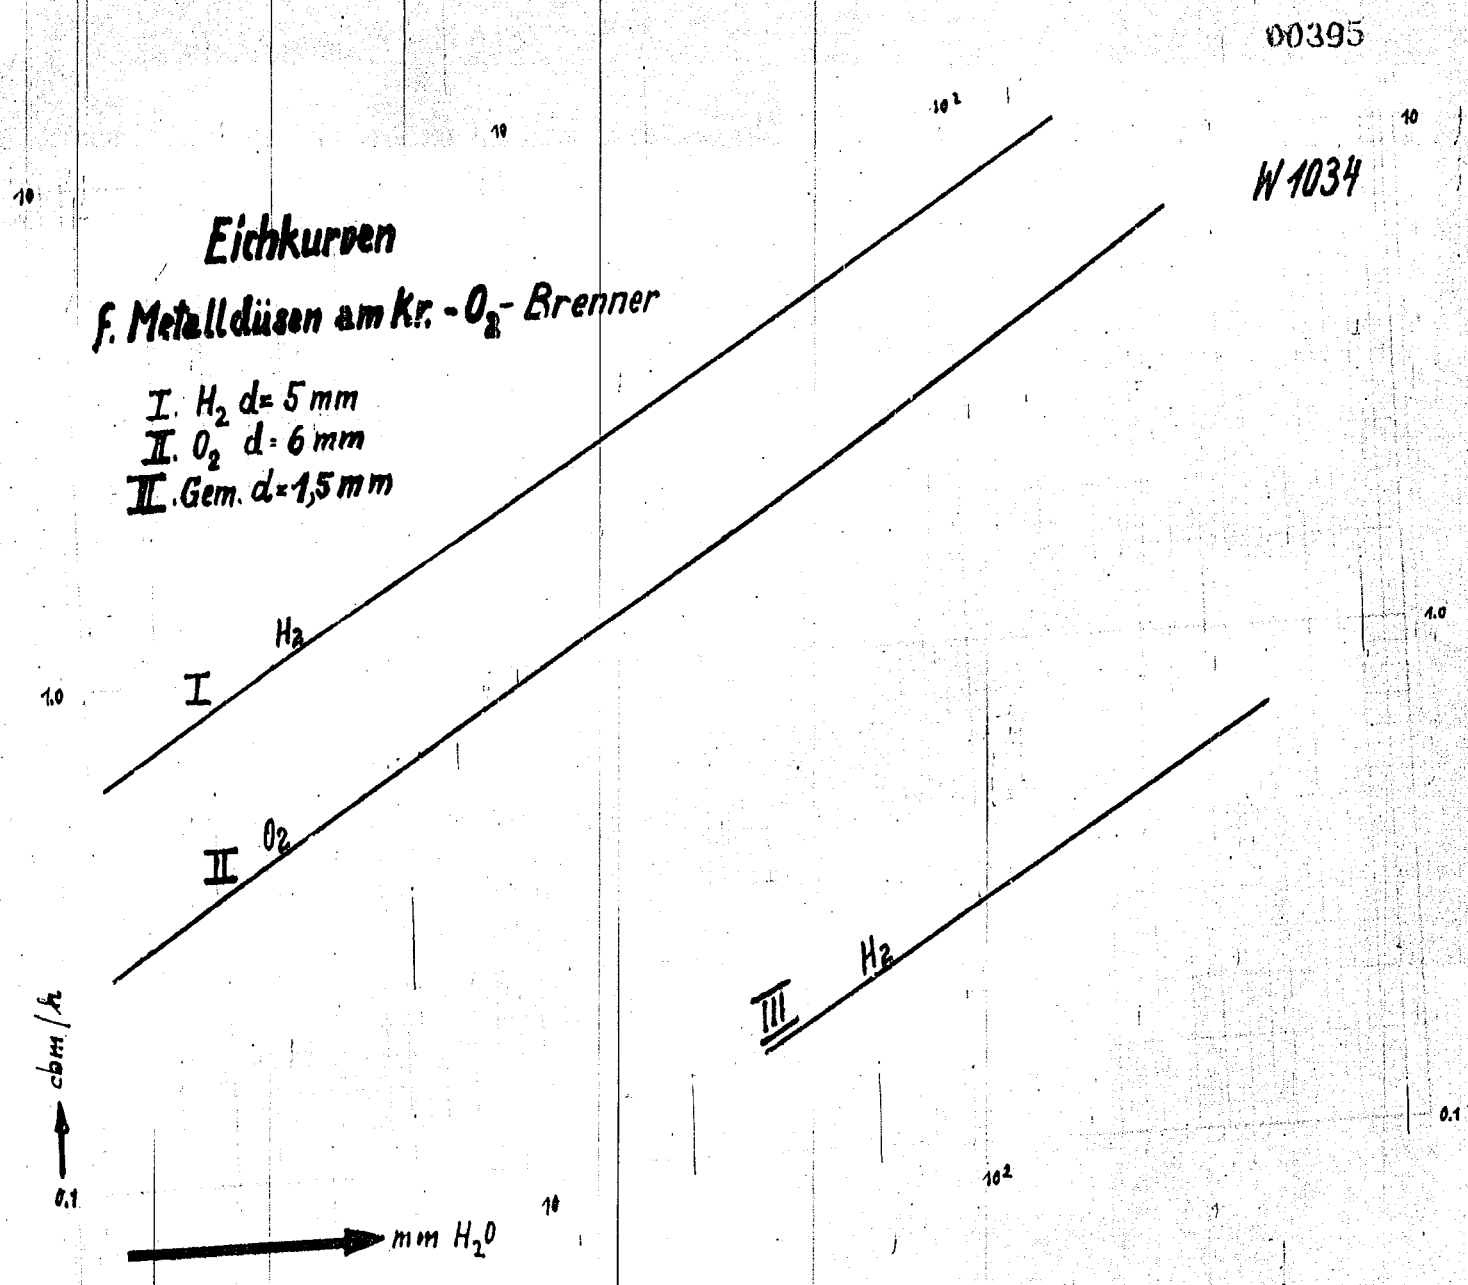 00395
10²
10
10
10
W 1034
Eichkurven
f. Metalldüsen am Kr. - O₂ - Brenner
I. H₂ d= 5 mm
II. O₂ d= 6 mm
II. Gem. d=1,5 mm
1.0
H₂
I
1.0
O₂
II
H₂
III
cbm/h
0.1
0.1
10
10²
mm H₂O